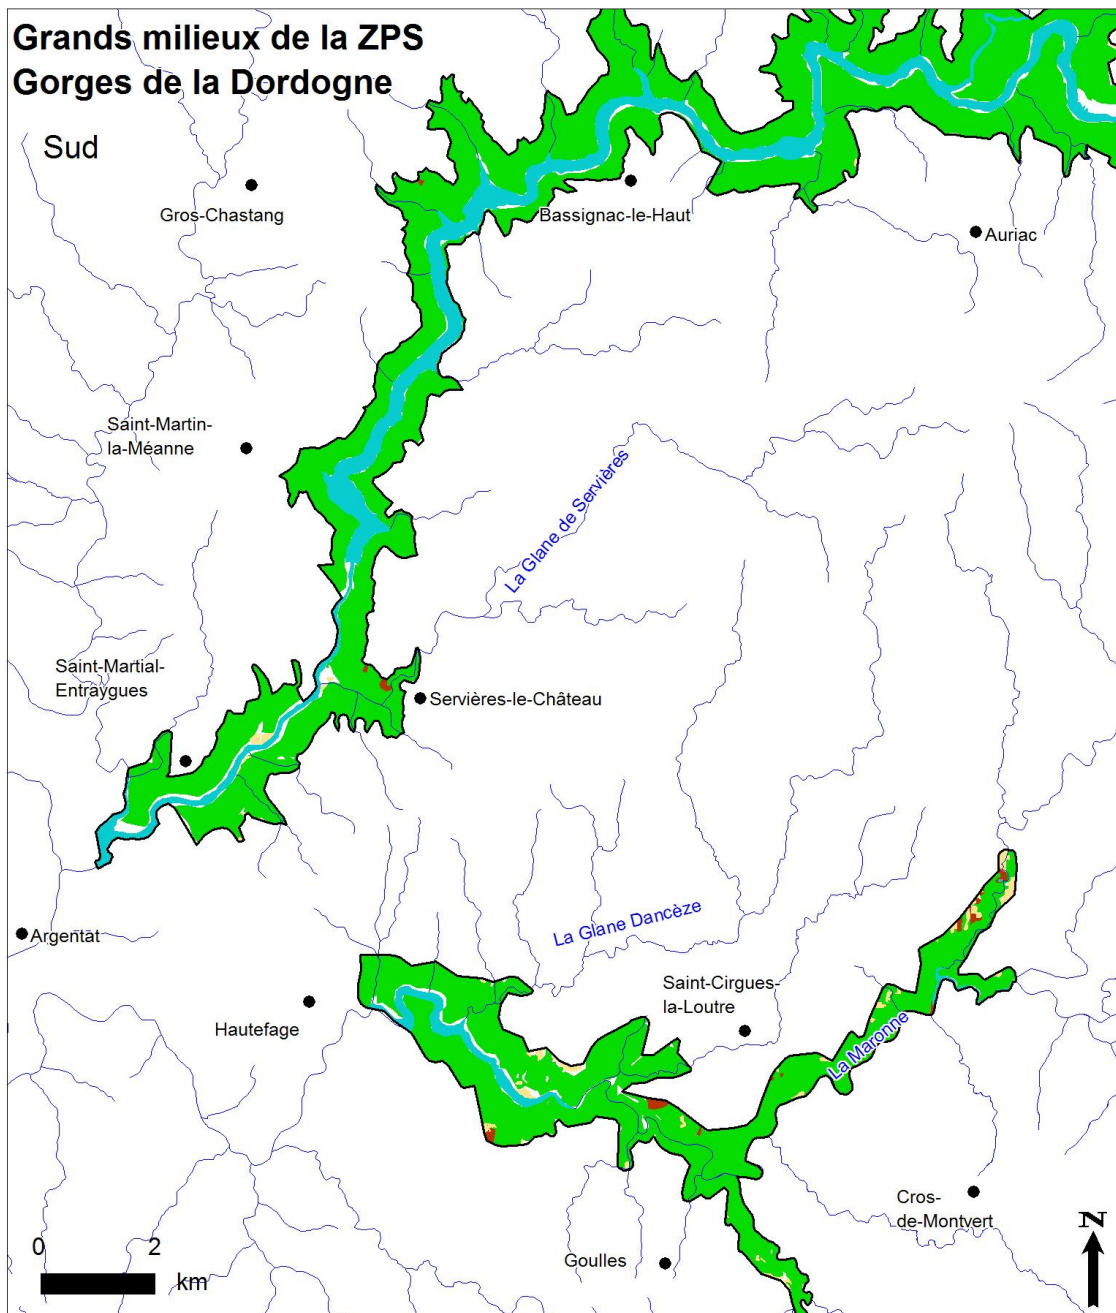 Grands milieux de la ZPS
Gorges de la Dordogne
Sud
Gros-Chastang
Bassignac-le-Haut
Auriac
Saint-Martin-
la-Méanne
La Glane de Servières
Saint-Martial-
Entraygues
Servières-le-Château
La Glane Dancèze
Argentat
Saint-Cirgues-
la-Loutre
Hautefage
La Maronne
Cros-
de-Montvert
Goulles
N
0 2
km